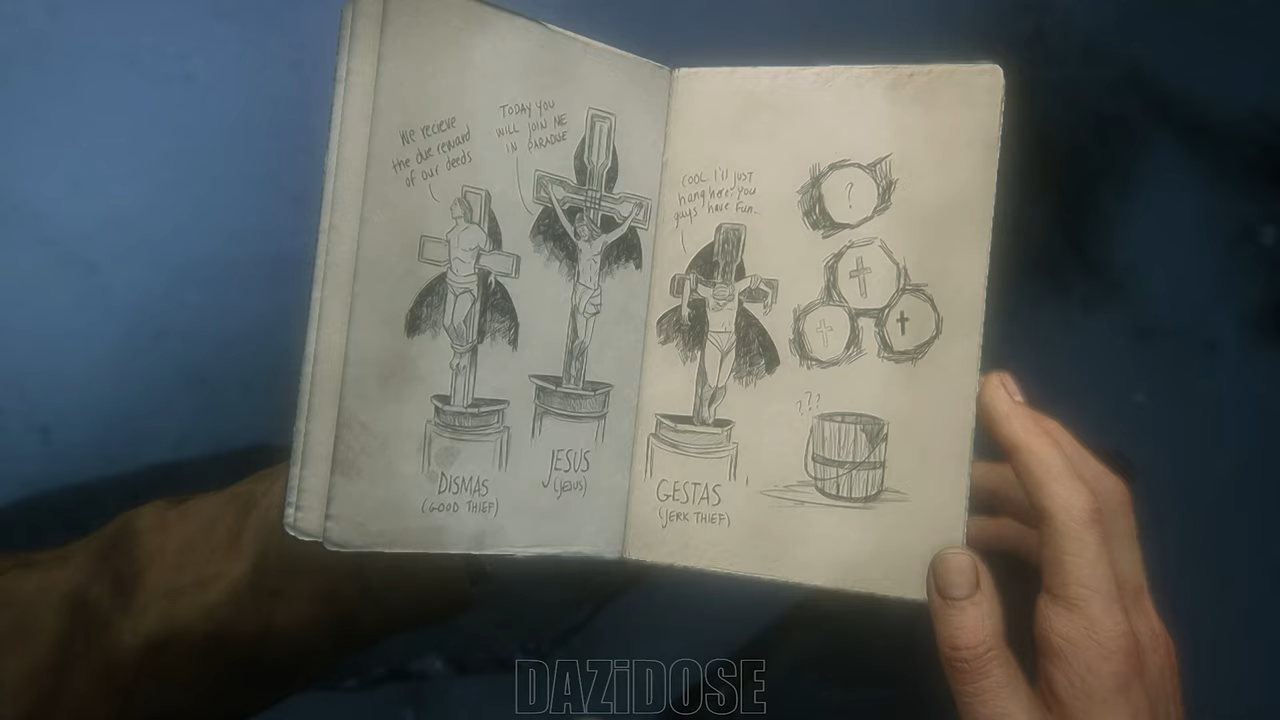 We recieve
the due reward
of our deeds
TODAY YOU
WILL JOIN ME
IN PARADISE
DISMAS
(GOOD THIEF)
JESUS
(JESUS)
COOL I'll JUST
hang here. you
guys have fun...
GESTAS
(JERK THIEF)
?
???
DAZiDOSE